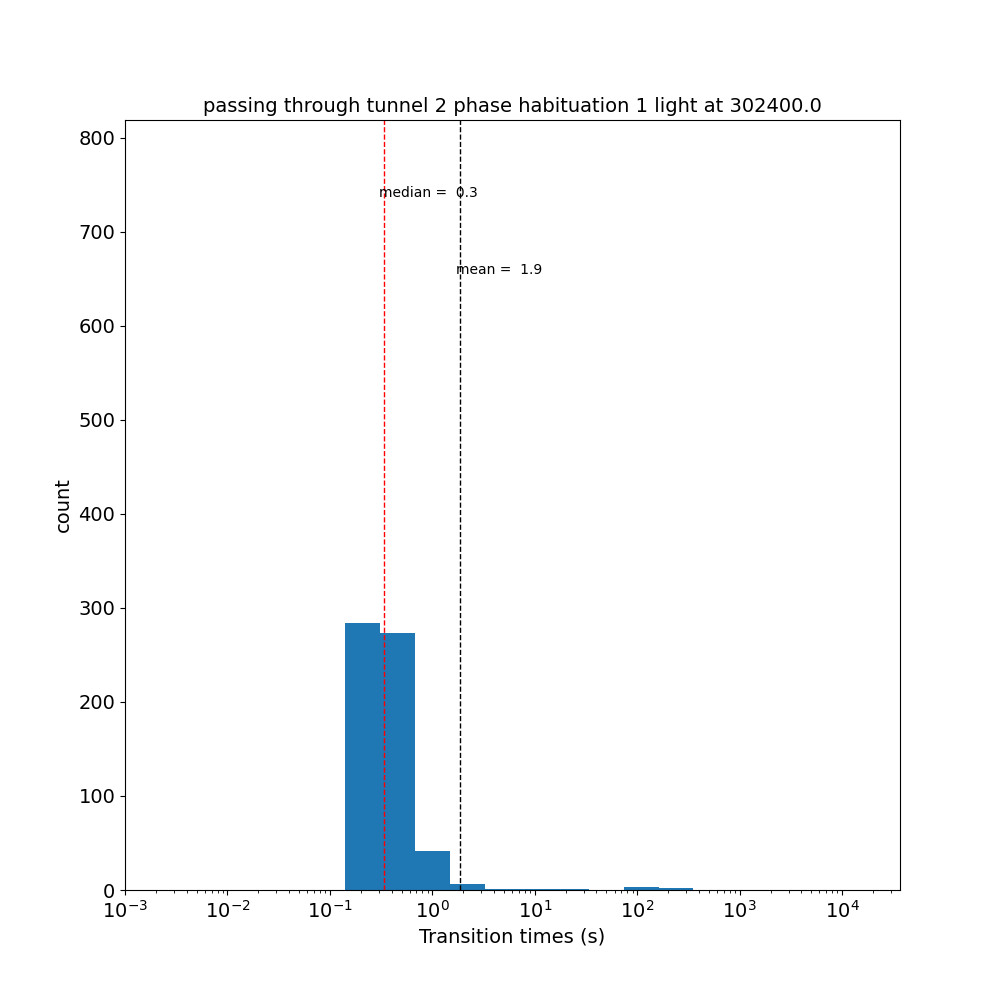 passing through tunnel 2 phase habituation 1 light at 302400.0
800
median =  0.3
700
mean =  1.9
600
500
400
count
300
200
100
0
10⁻³ 10⁻² 10⁻¹ 10⁰ 10¹ 10² 10³ 10⁴
Transition times (s)